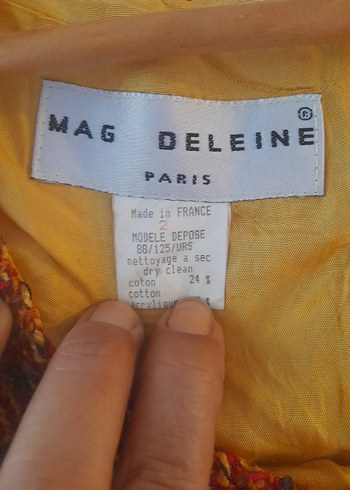 MAG DELEINE ®
PARIS
Made in FRANCE
2
MODELE DEPOSE
88/125/URS
nettoyage a sec
dry clean
coton 24 %
cotton
acrylique %